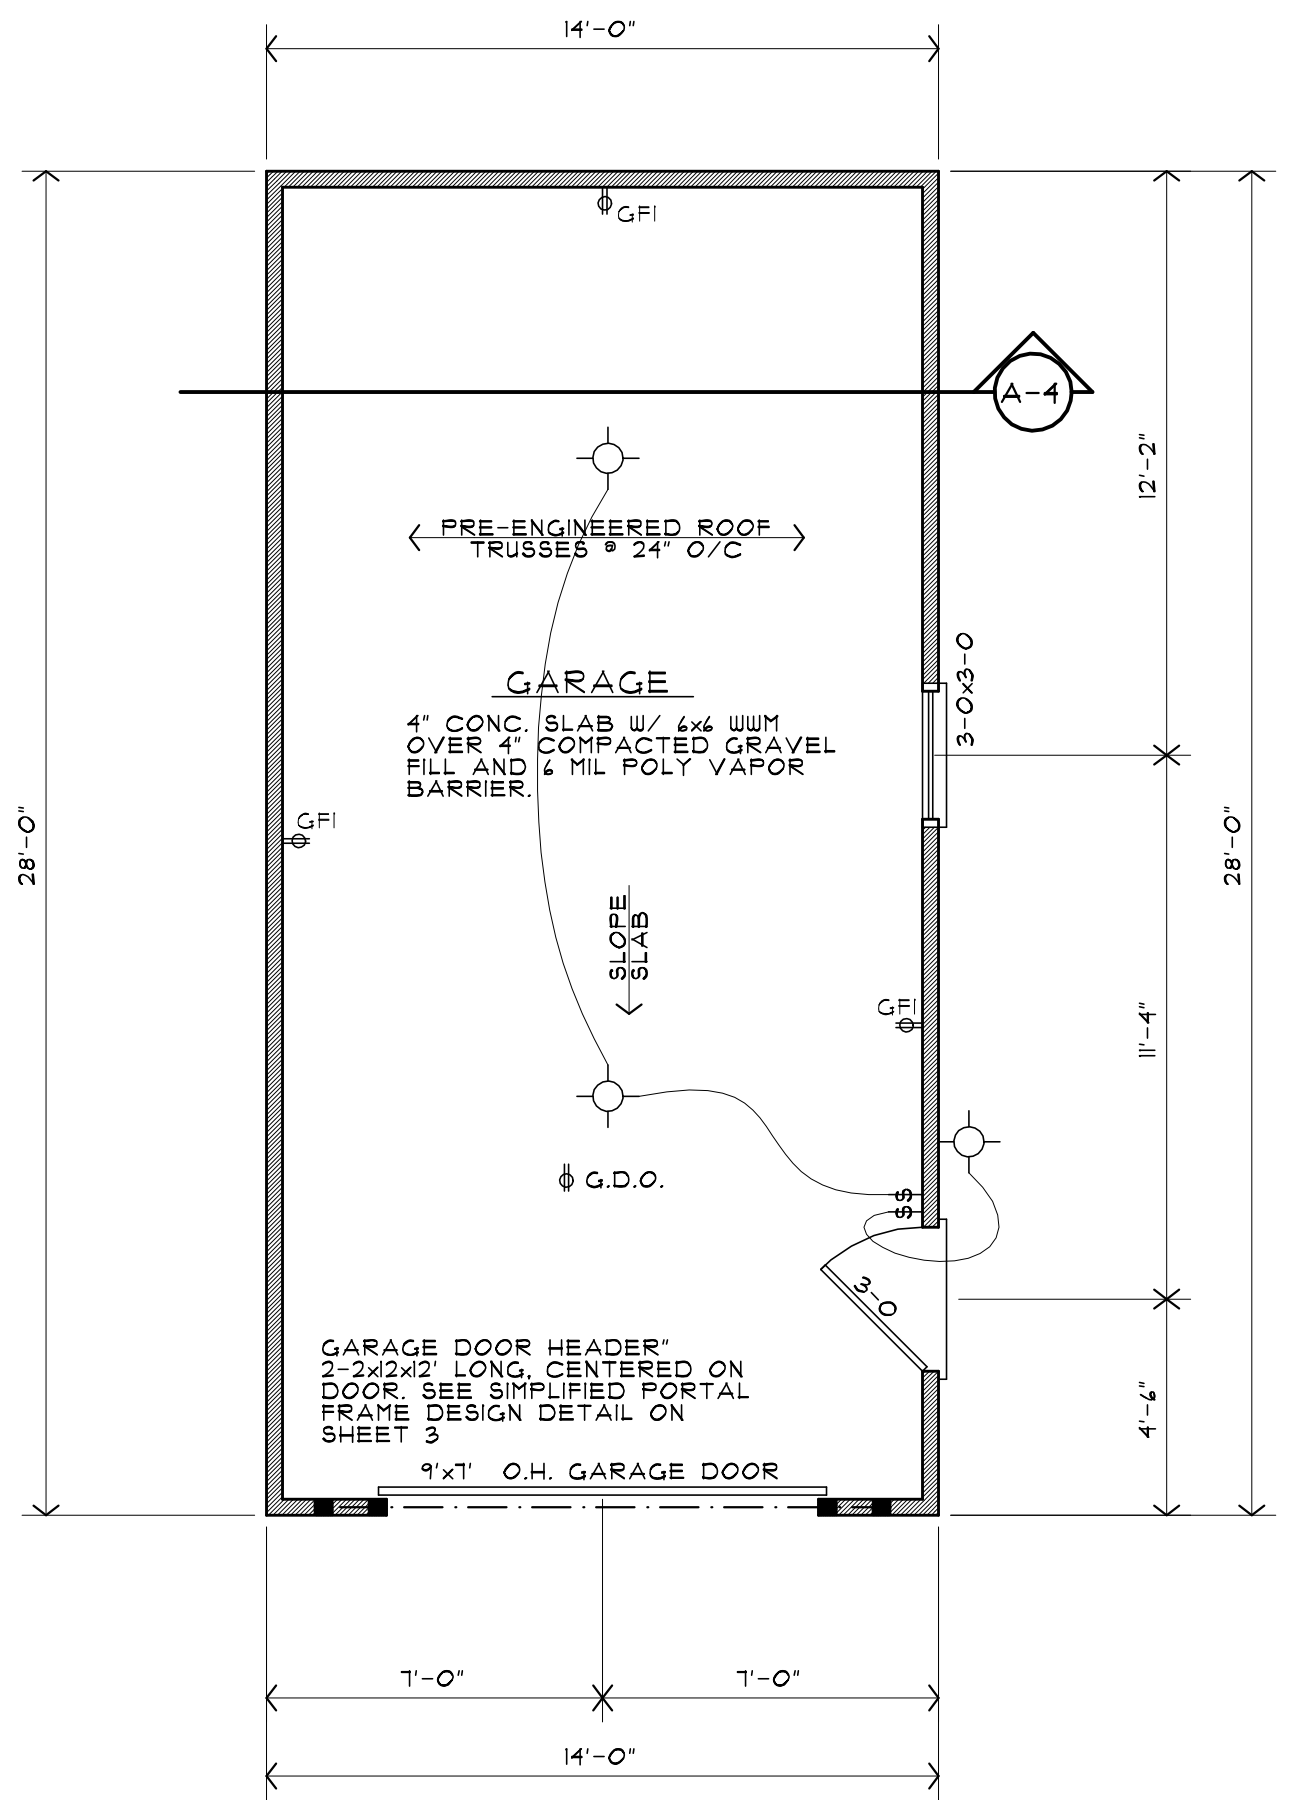 14'-0"
GFI
A-4
12'-2"
PRE-ENGINEERED ROOF
TRUSSES @ 24" O/C
3-0x3-0
GARAGE
4" CONC. SLAB W/ 6x6 WWM
OVER 4" COMPACTED GRAVEL
FILL AND 6 MIL POLY VAPOR
BARRIER.
GFI
28'-0"
28'-0"
SLOPE
SLAB
GFI
11'-4"
G.D.O.
S
S
3-0
GARAGE DOOR HEADER"
2-2x12x12' LONG, CENTERED ON
DOOR. SEE SIMPLIFIED PORTAL
FRAME DESIGN DETAIL ON
SHEET 3
4'-6"
9'x7' O.H. GARAGE DOOR
7'-0"
7'-0"
14'-0"